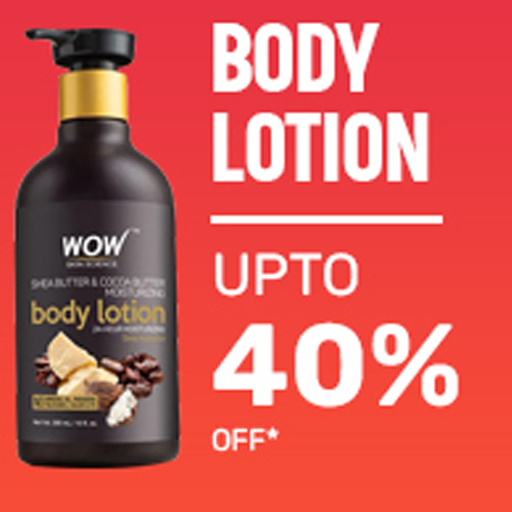 BODY
LOTION
UPTO
40%
OFF*
WOW
SKIN SCIENCE
SHEA BUTTER & COCOA BUTTER
MOISTURIZING
body lotion